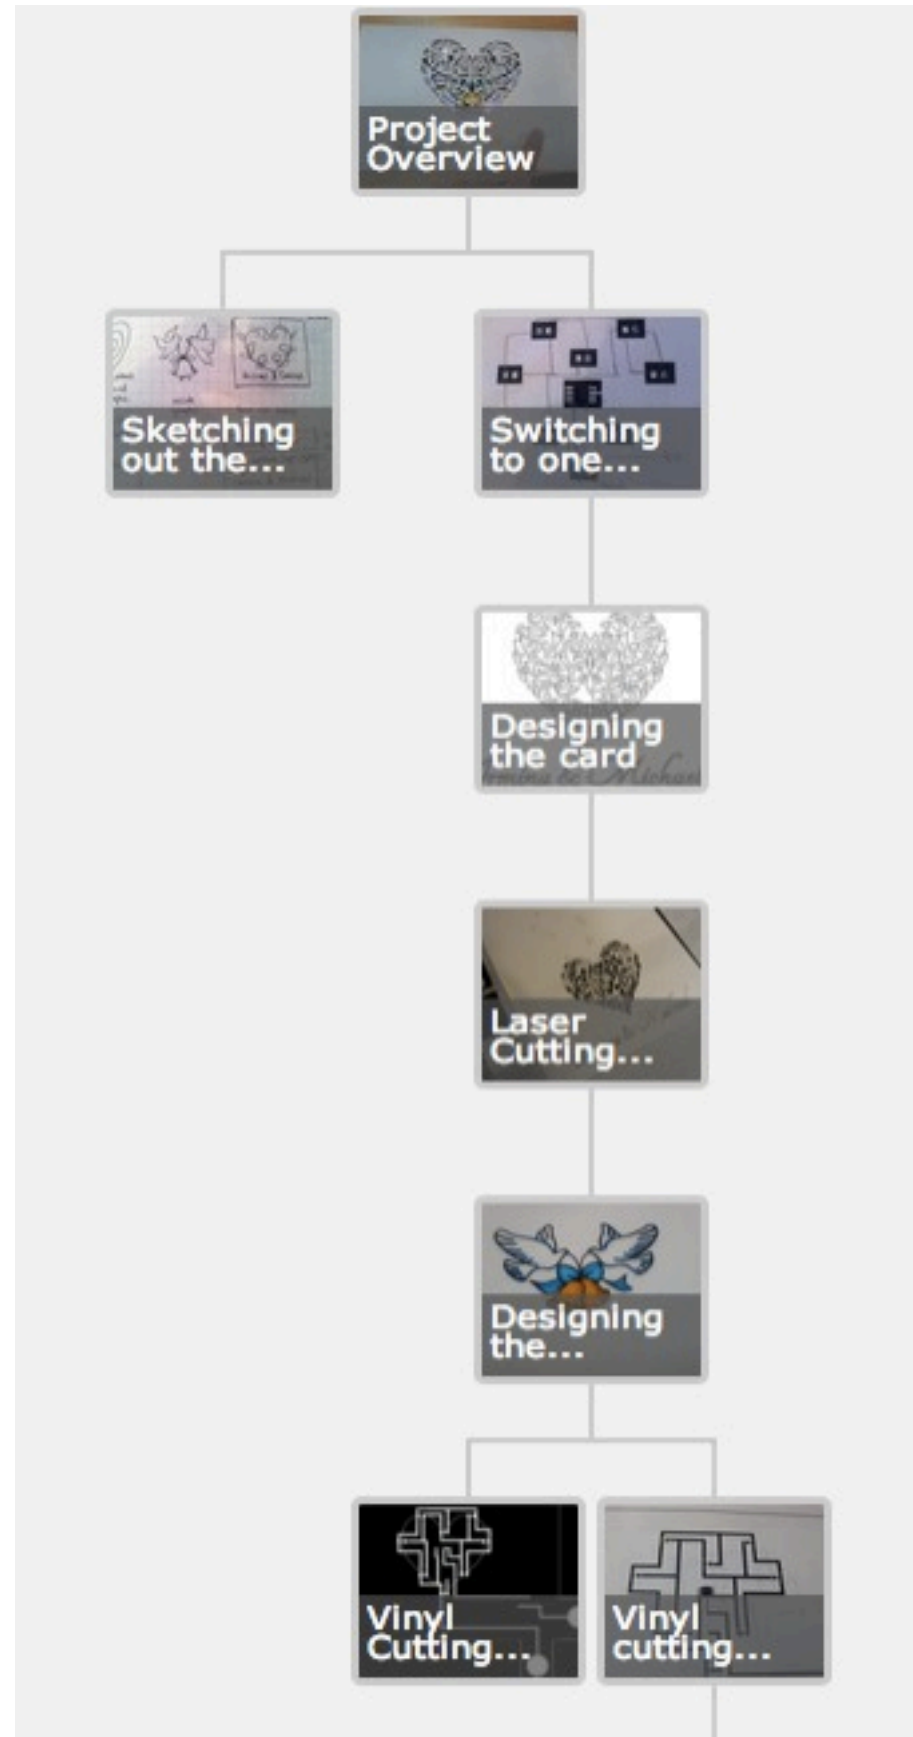 Project
Overview
Sketching
out the...
Switching
to one...
Designing
the card
Laser
Cutting...
Designing
the...
Vinyl
Cutting...
Vinyl
cutting...